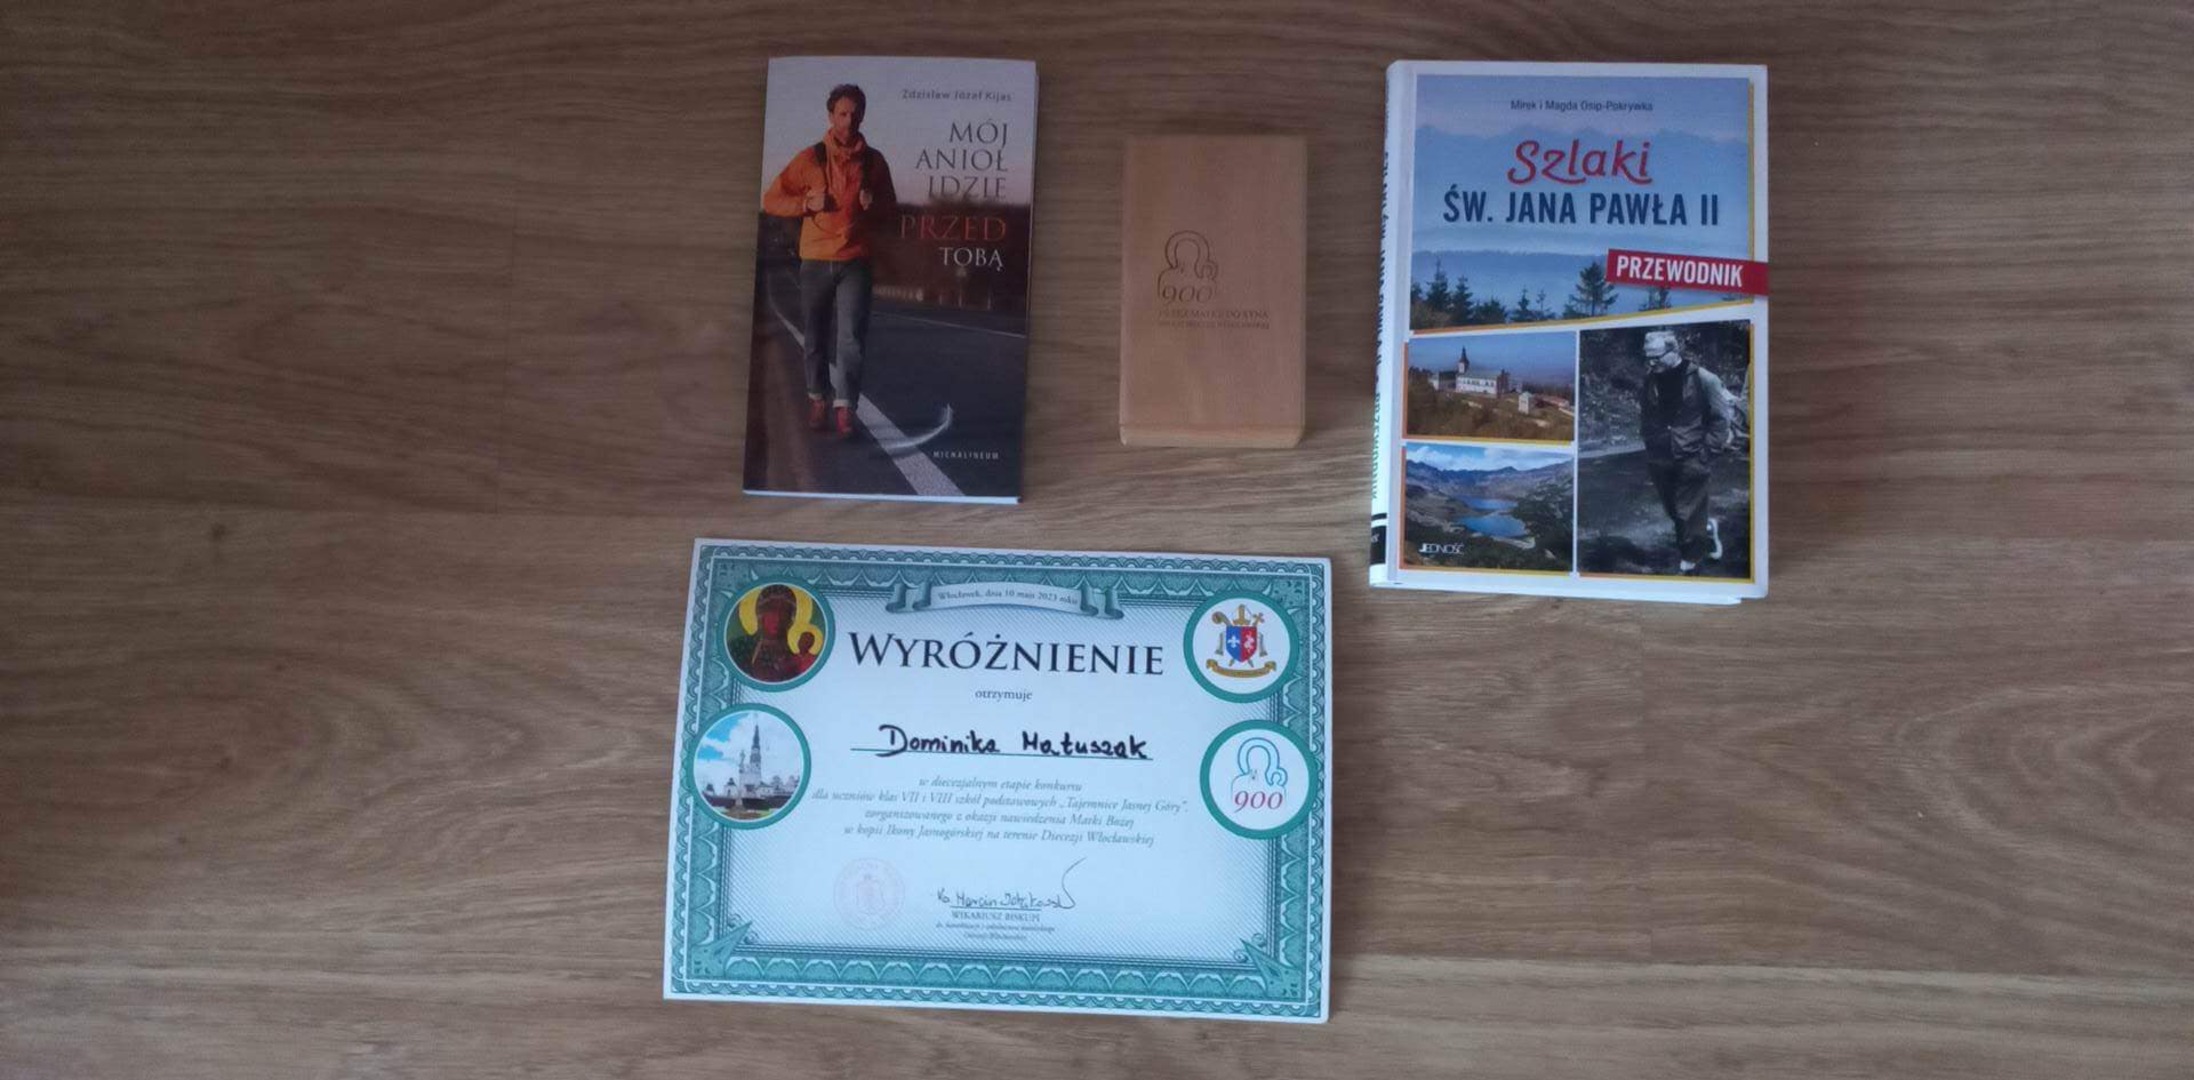 Zdzisław Józef Kijas
MÓJ
ANIOŁ
IDZIE
PRZED
TOBĄ
MICHALINEUM
900
Mirek i Magda Osip-Pokrywka
Szlaki
ŚW. JANA PAWŁA II
PRZEWODNIK
JEDNOŚĆ
Włocławek, dnia 10 maja 2023 roku
WYRÓŻNIENIE
otrzymuje
Dominika Matuszak
w diecezjalnym etapie konkursu
dla uczniów klas VII i VIII szkół podstawowych „Tajemnice Jasnej Góry",
zorganizowanego z okazji nawiedzenia Matki Bożej
w kopii Ikony Jasnogórskiej na terenie Diecezji Włocławskiej
900
Ks. Marcin
WIKARIUSZ BISKUPI